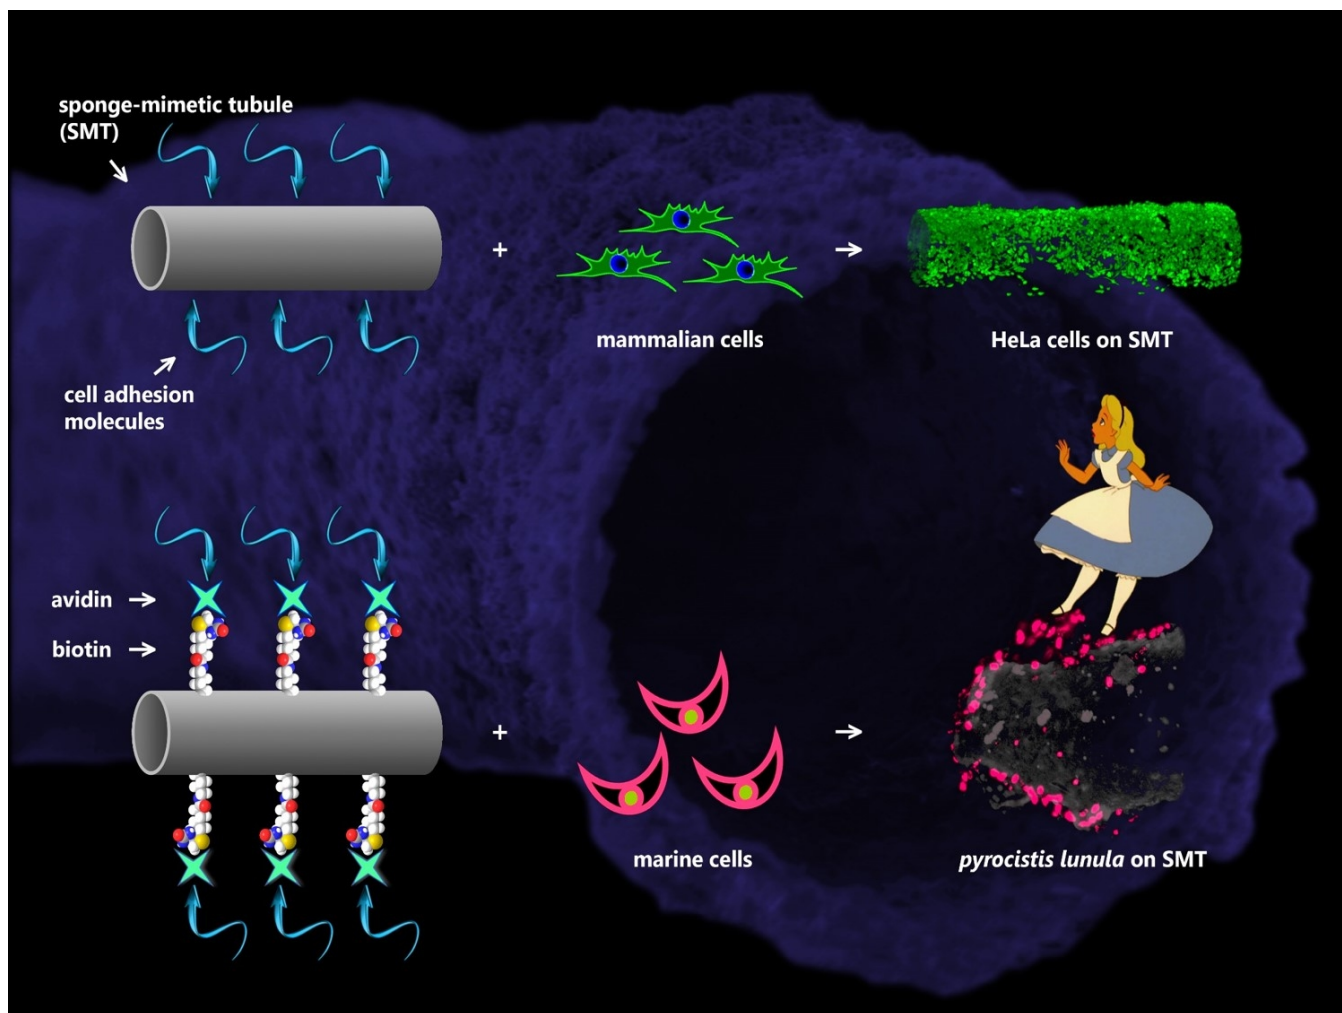 sponge-mimetic tubule
(SMT)
+
mammalian cells
HeLa cells on SMT
cell adhesion
molecules
avidin
biotin
+
marine cells
pyrocistis lunula on SMT